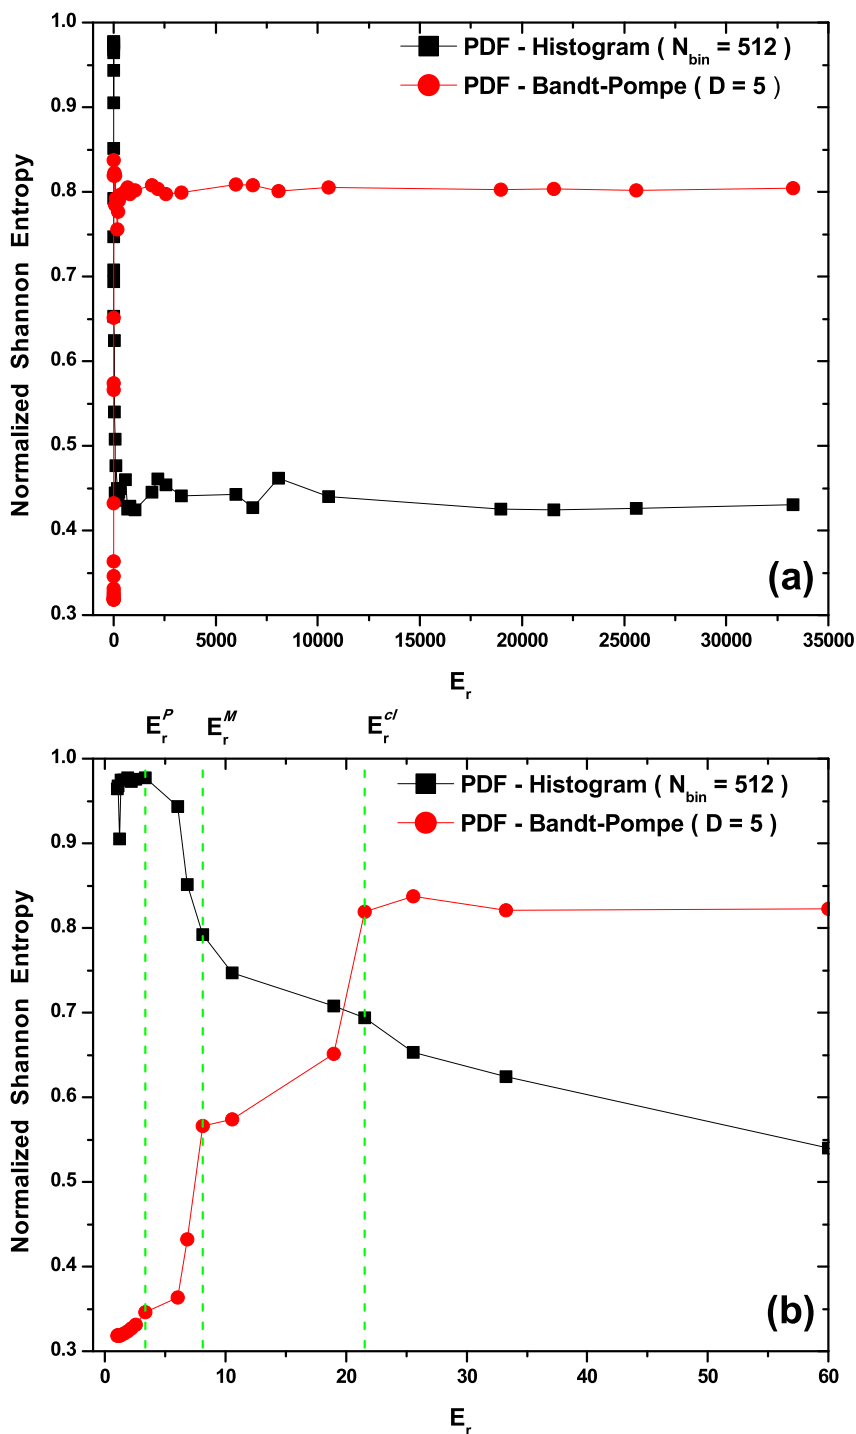 PDF - Histogram ( N_bin = 512 )
PDF - Bandt-Pompe ( D = 5 )
Normalized Shannon Entropy
1.0
0.9
0.8
0.7
0.6
0.5
0.4
0.3
0 5000 10000 15000 20000 25000 30000 35000
(a)
E_r
E_r^P E_r^M E_r^cl
PDF - Histogram ( N_bin = 512 )
PDF - Bandt-Pompe ( D = 5 )
Normalized Shannon Entropy
1.0
0.9
0.8
0.7
0.6
0.5
0.4
0.3
0 10 20 30 40 50 60
(b)
E_r